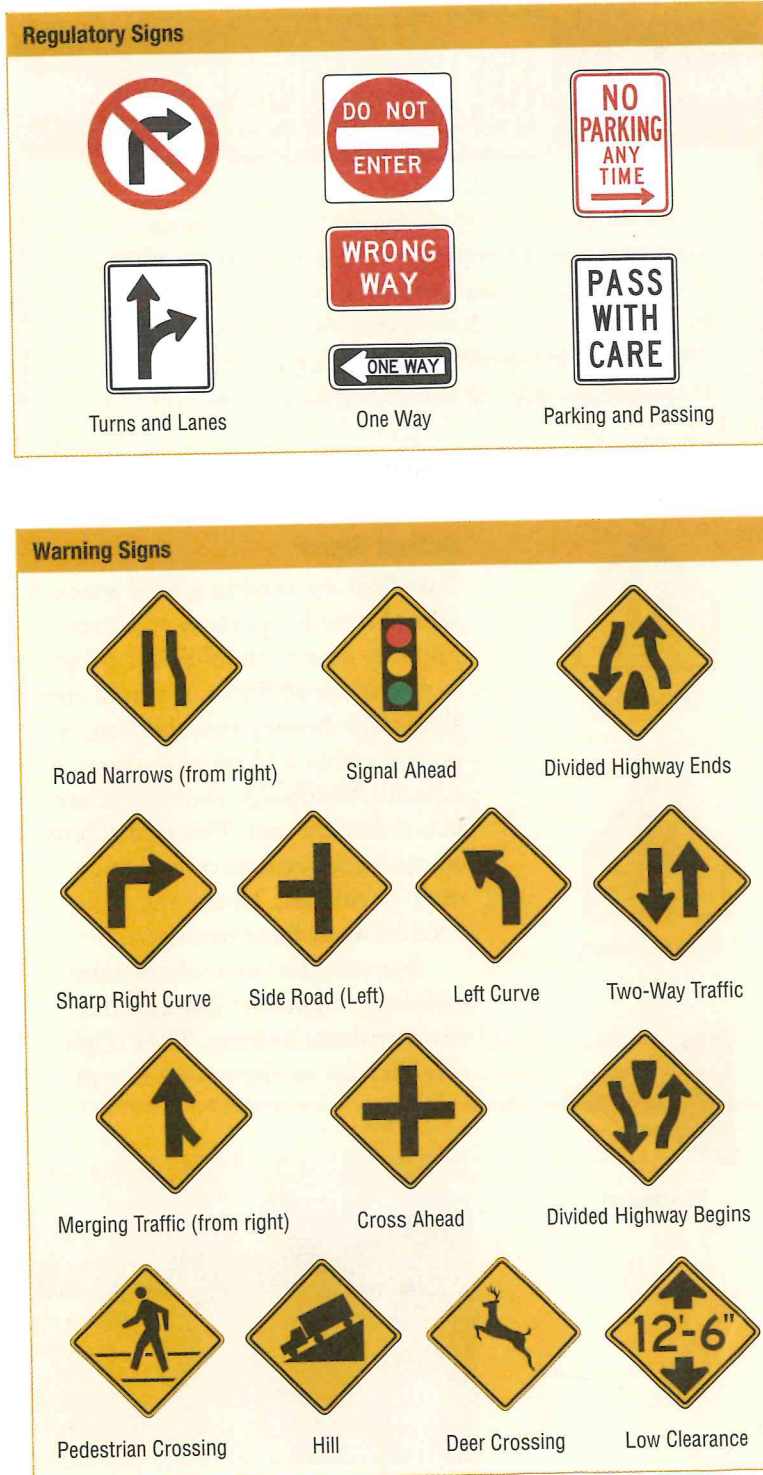 Regulatory Signs
DO NOT
ENTER
NO
PARKING
ANY
TIME
WRONG
WAY
ONE WAY
PASS
WITH
CARE
Turns and Lanes
One Way
Parking and Passing
Warning Signs
Road Narrows (from right)
Signal Ahead
Divided Highway Ends
Sharp Right Curve
Side Road (Left)
Left Curve
Two-Way Traffic
Merging Traffic (from right)
Cross Ahead
Divided Highway Begins
12'-6"
Pedestrian Crossing
Hill
Deer Crossing
Low Clearance